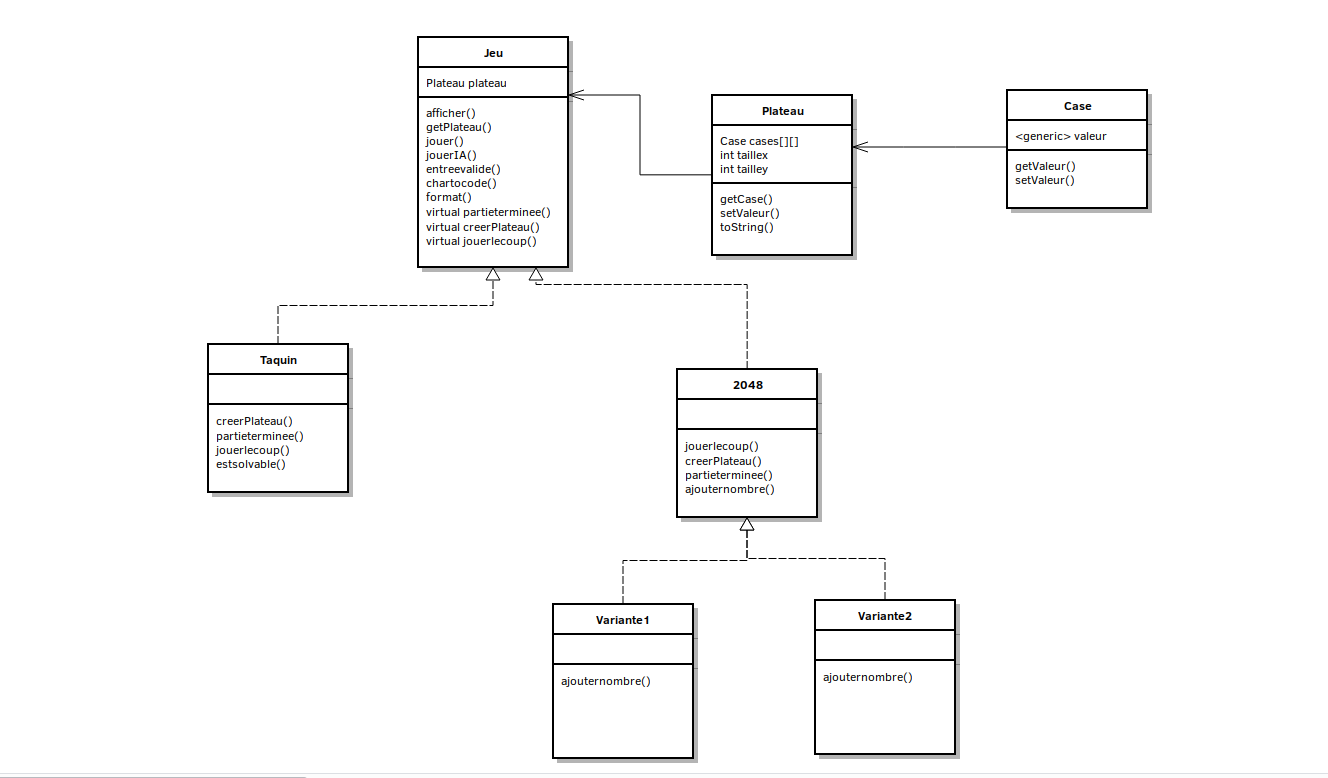 Jeu
Plateau plateau
afficher()
getPlateau()
jouer()
jouerIA()
entreevalide()
chartocode()
format()
virtual partieterminee()
virtual creerPlateau()
virtual jouerlecoup()
Plateau
Case cases[][]
int taillex
int tailley
getCase()
setValeur()
toString()
Case
<generic> valeur
getValeur()
setValeur()
Taquin
creerPlateau()
partieterminee()
jouerlecoup()
estsolvable()
2048
jouerlecoup()
creerPlateau()
partieterminee()
ajouternombre()
Variante1
ajouternombre()
Variante2
ajouternombre()